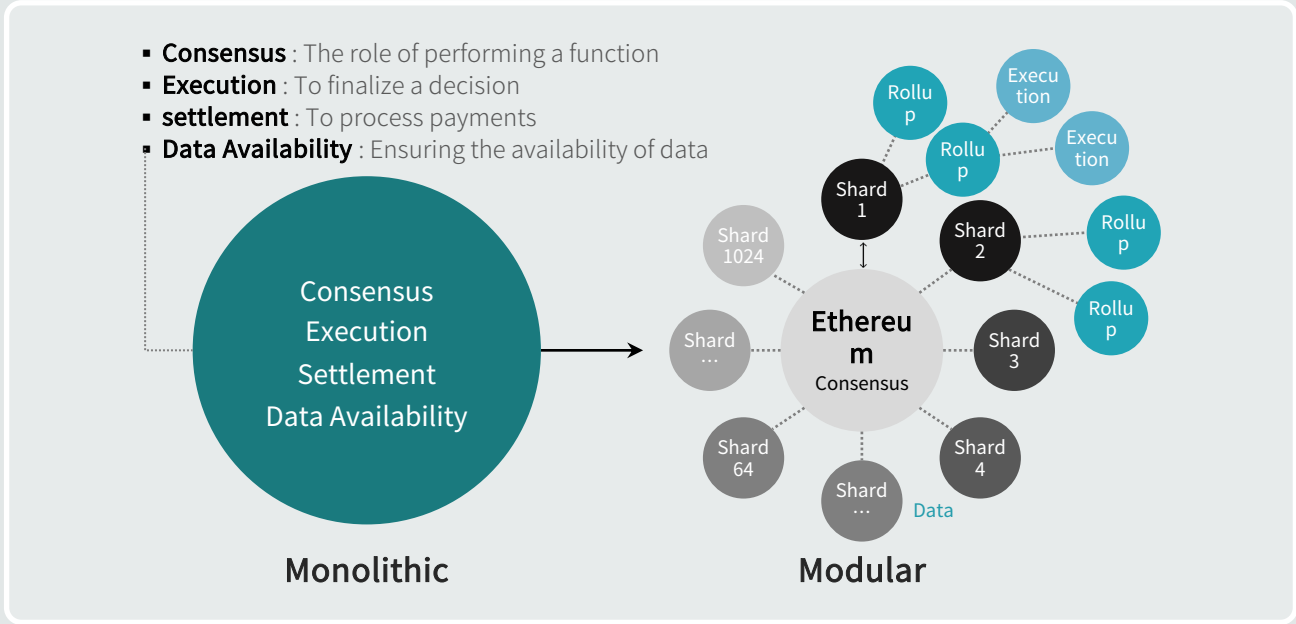 ▪ Consensus : The role of performing a function
▪ Execution : To finalize a decision
▪ settlement : To process payments
▪ Data Availability : Ensuring the availability of data
Consensus
Execution
Settlement
Data Availability
Monolithic
Rollu
p
Rollu
p
Execu
tion
Execu
tion
Shard
1
Shard
2
Rollu
p
Rollu
p
Shard
1024
Shard
...
Ethereu
m
Consensus
Shard
3
Shard
64
Shard
...
Shard
4
Data
Modular